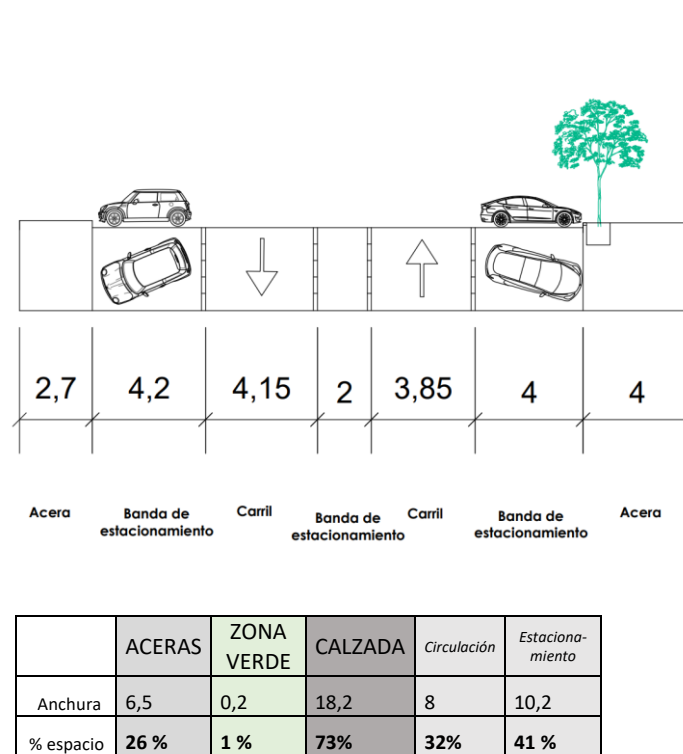 2,7 4,2 4,15 2 3,85 4 4
Acera Banda de estacionamiento Carril Banda de estacionamiento Carril Banda de estacionamiento Acera
ACERAS ZONA VERDE CALZADA Circulación Estaciona-miento
Anchura 6,5 0,2 18,2 8 10,2
% espacio 26 % 1 % 73% 32% 41 %